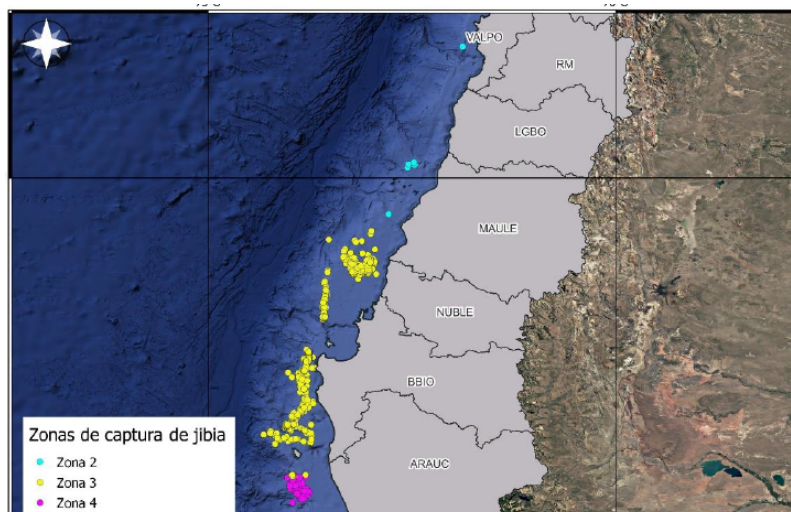 VALPO
RM
LGBO
MAULE
NUBLE
BBIO
ARAUC
Zonas de captura de jibia
Zona 2
Zona 3
Zona 4